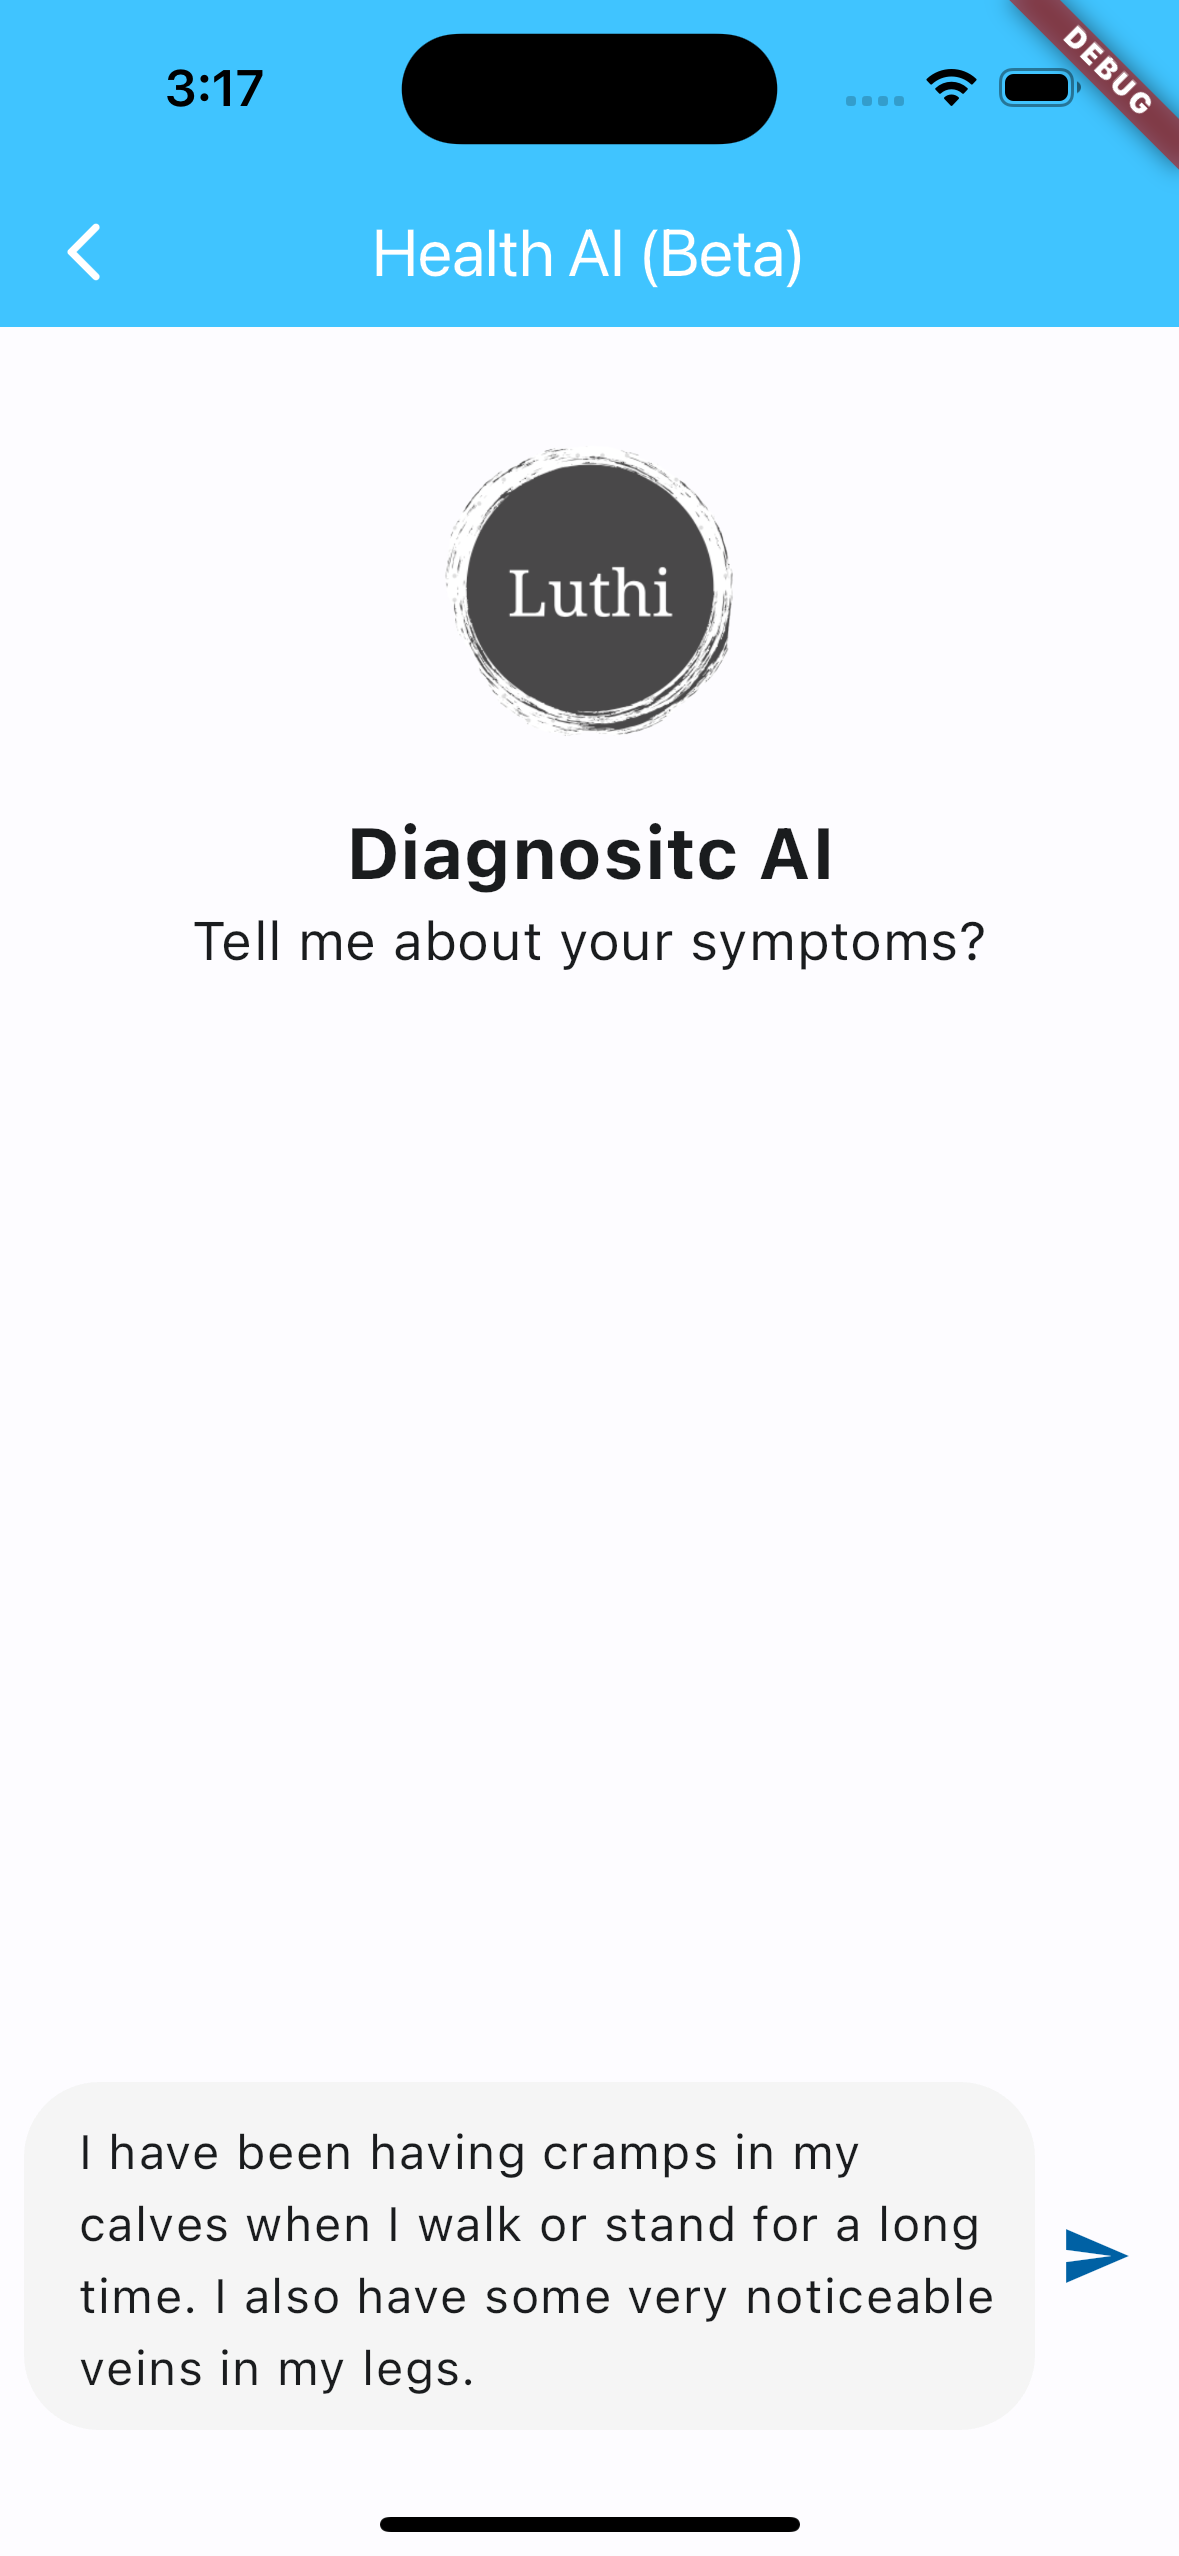 3:17
DEBUG
Health AI (Beta)
Luthi
Diagnositc AI
Tell me about your symptoms?
I have been having cramps in my
calves when I walk or stand for a long
time. I also have some very noticeable
veins in my legs.